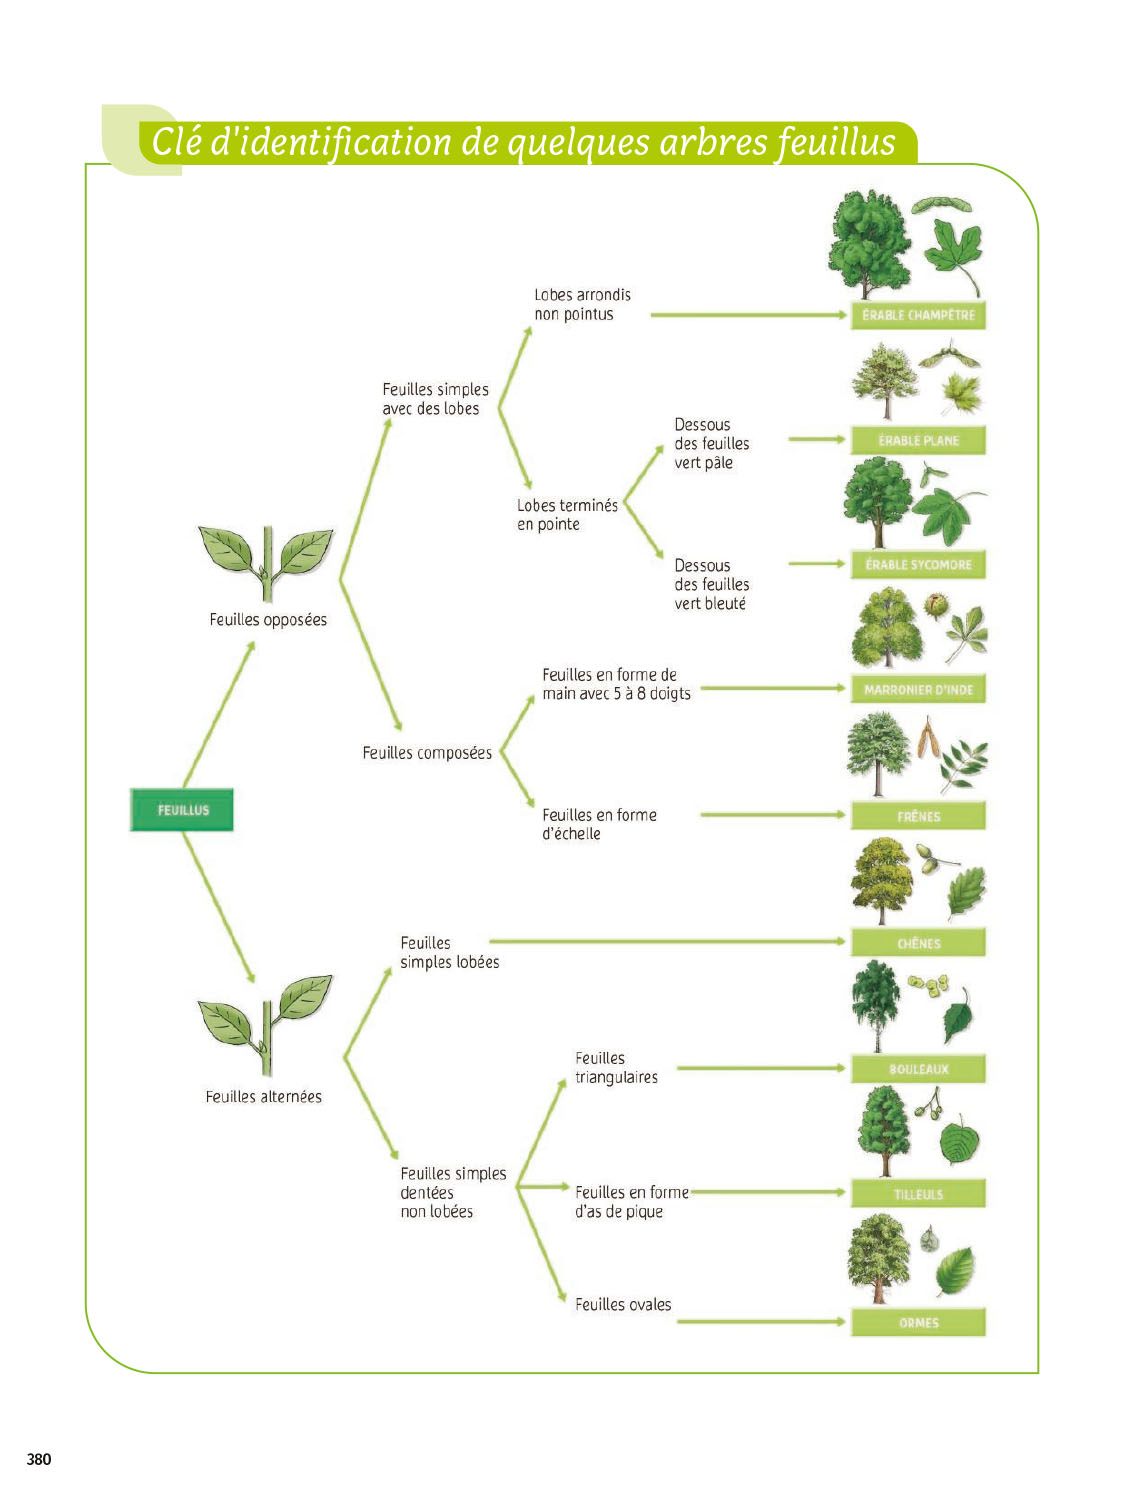 Clé d'identification de quelques arbres feuillus
Lobes arrondis
non pointus
ÉRABLE CHAMPÊTRE
Feuilles simples
avec des lobes
Dessous
des feuilles
vert pâle
ÉRABLE PLANE
Lobes terminés
en pointe
Dessous
des feuilles
vert bleuté
ÉRABLE SYCOMORE
Feuilles opposées
Feuilles en forme de
main avec 5 à 8 doigts
MARRONIER D'INDE
Feuilles composées
Feuilles en forme
d'échelle
FRÊNES
FEUILLUS
Feuilles
simples lobées
CHÊNES
Feuilles
triangulaires
BOULEAUX
Feuilles alternées
Feuilles simples
dentées
non lobées
Feuilles en forme
d'as de pique
TILLEULS
Feuilles ovales
ORMES
380